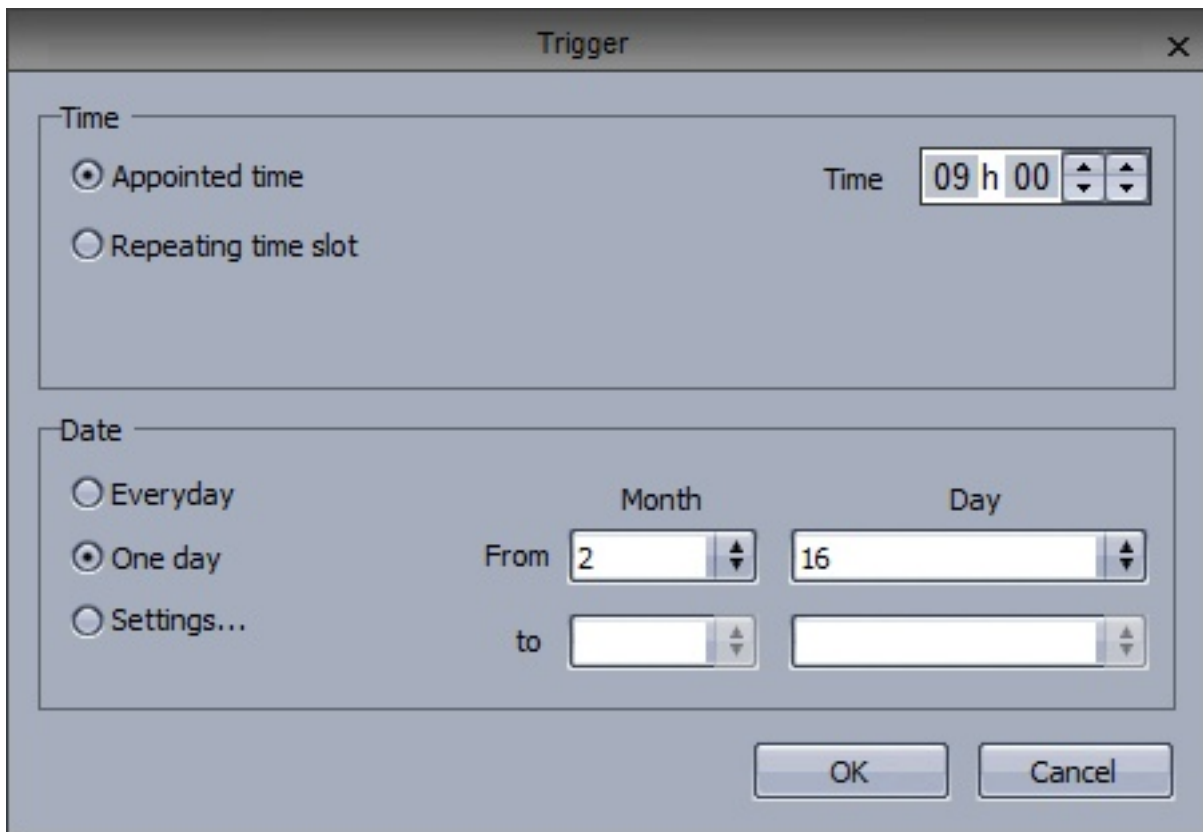 Trigger
Time
Appointed time
Time 09 h 00
Repeating time slot
Date
Everyday
Month Day
One day
From 2 16
Settings...
to
OK Cancel